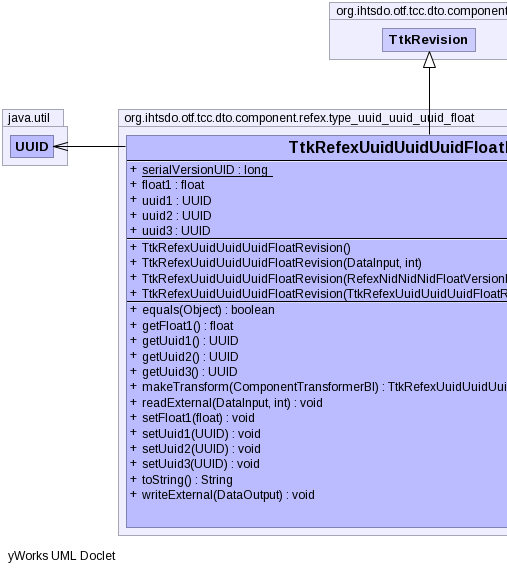 org.ihtsdo.otf.tcc.dto.component
TtkRevision
java.util
UUID
org.ihtsdo.otf.tcc.dto.component.refex.type_uuid_uuid_uuid_float
TtkRefexUuidUuidUuidFloatR
+ serialVersionUID : long
+ float1 : float
+ uuid1 : UUID
+ uuid2 : UUID
+ uuid3 : UUID
+ TtkRefexUuidUuidUuidFloatRevision()
+ TtkRefexUuidUuidUuidFloatRevision(DataInput, int)
+ TtkRefexUuidUuidUuidFloatRevision(RefexNidNidNidFloatVersionB
+ TtkRefexUuidUuidUuidFloatRevision(TtkRefexUuidUuidUuidFloatR
+ equals(Object) : boolean
+ getFloat1() : float
+ getUuid1() : UUID
+ getUuid2() : UUID
+ getUuid3() : UUID
+ makeTransform(ComponentTransformerBI) : TtkRefexUuidUuidUui
+ readExternal(DataInput, int) : void
+ setFloat1(float) : void
+ setUuid1(UUID) : void
+ setUuid2(UUID) : void
+ setUuid3(UUID) : void
+ toString() : String
+ writeExternal(DataOutput) : void
yWorks UML Doclet